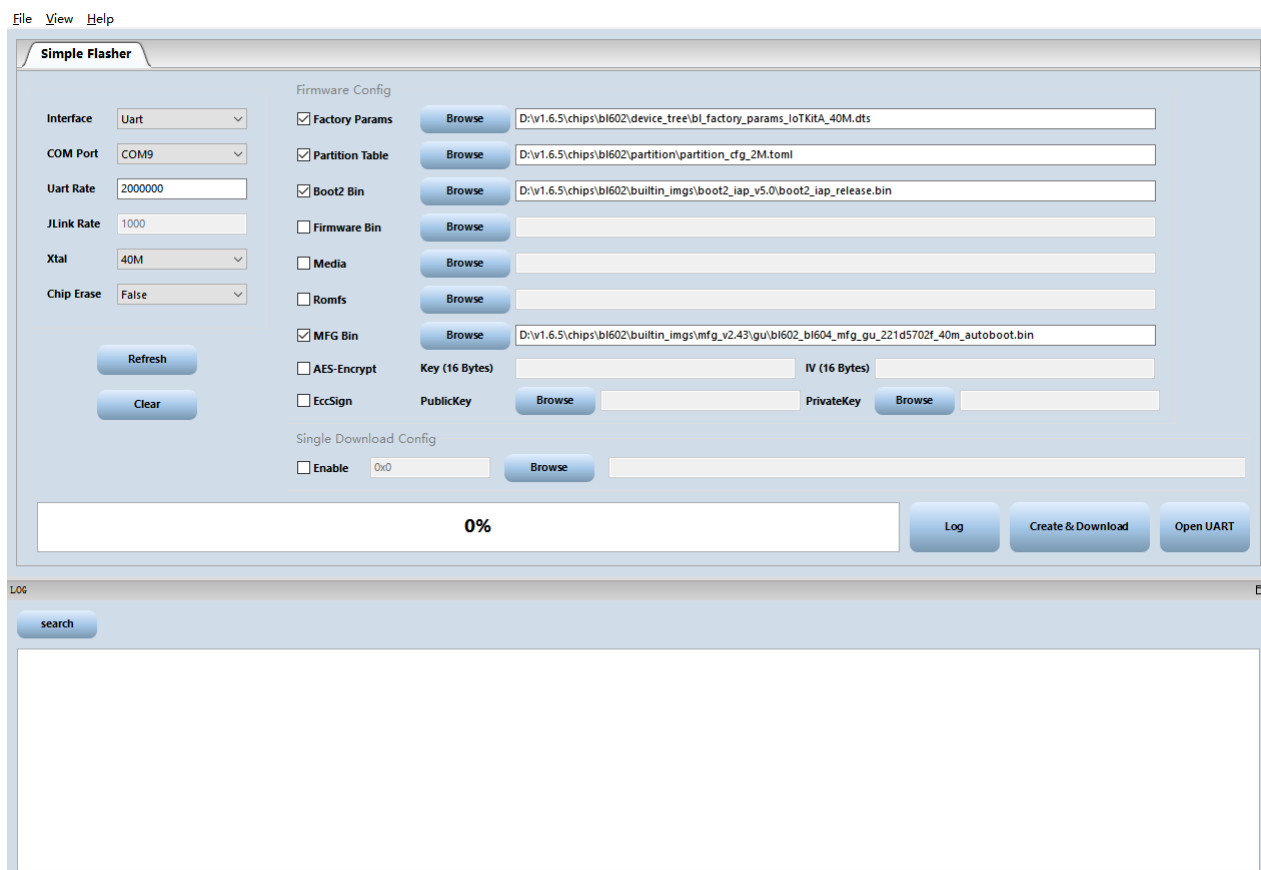 File View Help
Simple Flasher
Firmware Config
Interface Uart
Factory Params Browse D:\v1.6.5\chips\bl602\device_tree\bl_factory_params_IoTKitA_40M.dts
COM Port COM9
Partition Table Browse D:\v1.6.5\chips\bl602\partition\partition_cfg_2M.toml
Uart Rate 2000000
Boot2 Bin Browse D:\v1.6.5\chips\bl602\builtin_imgs\boot2_iap_v5.0\boot2_iap_release.bin
JLink Rate 1000
Firmware Bin Browse
Xtal 40M
Media Browse
Chip Erase False
Romfs Browse
MFG Bin Browse D:\v1.6.5\chips\bl602\builtin_imgs\mfg_v2.43\gu\bl602_bl604_mfg_gu_221d5702f_40m_autoboot.bin
Refresh
AES-Encrypt Key (16 Bytes) IV (16 Bytes)
Clear
EccSign PublicKey Browse PrivateKey Browse
Single Download Config
Enable 0x0 Browse
0% Log Create & Download Open UART
LOG
search